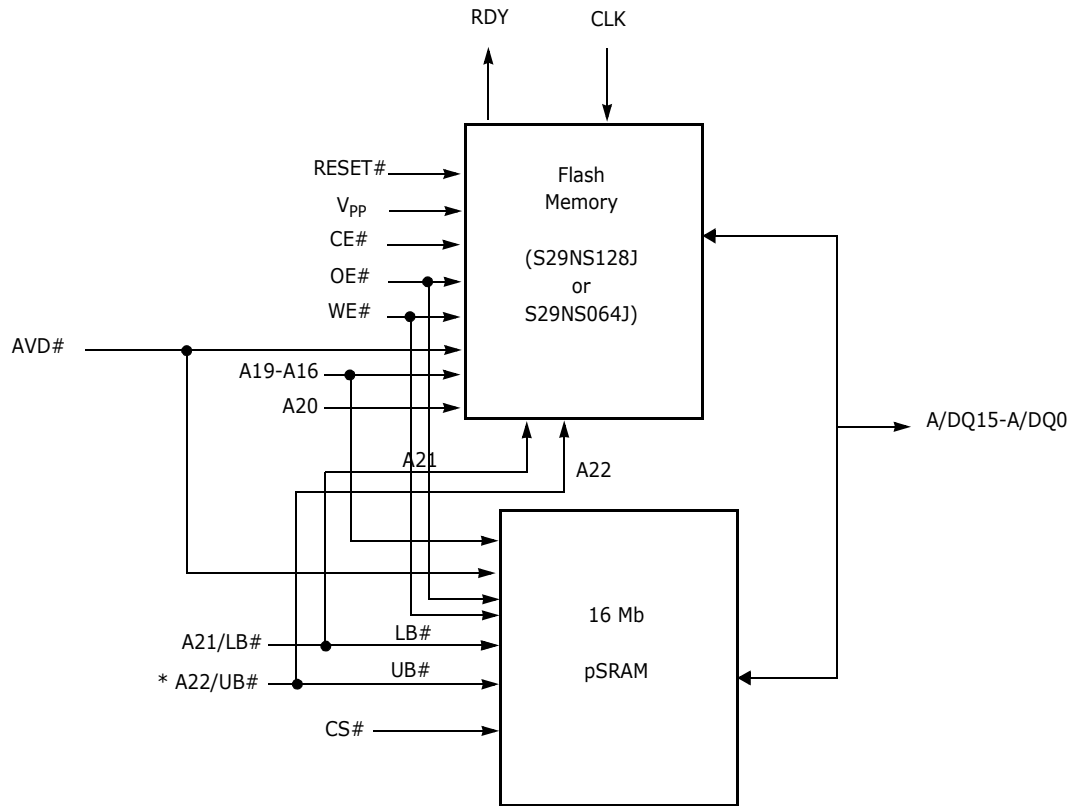 RDY
CLK
RESET#
VPP
CE#
OE#
WE#
AVD#
A19-A16
A20
Flash
Memory
(S29NS128J
or
S29NS064J)
A/DQ15-A/DQ0
A21
A22
16 Mb
pSRAM
A21/LB#
LB#
* A22/UB#
UB#
CS#